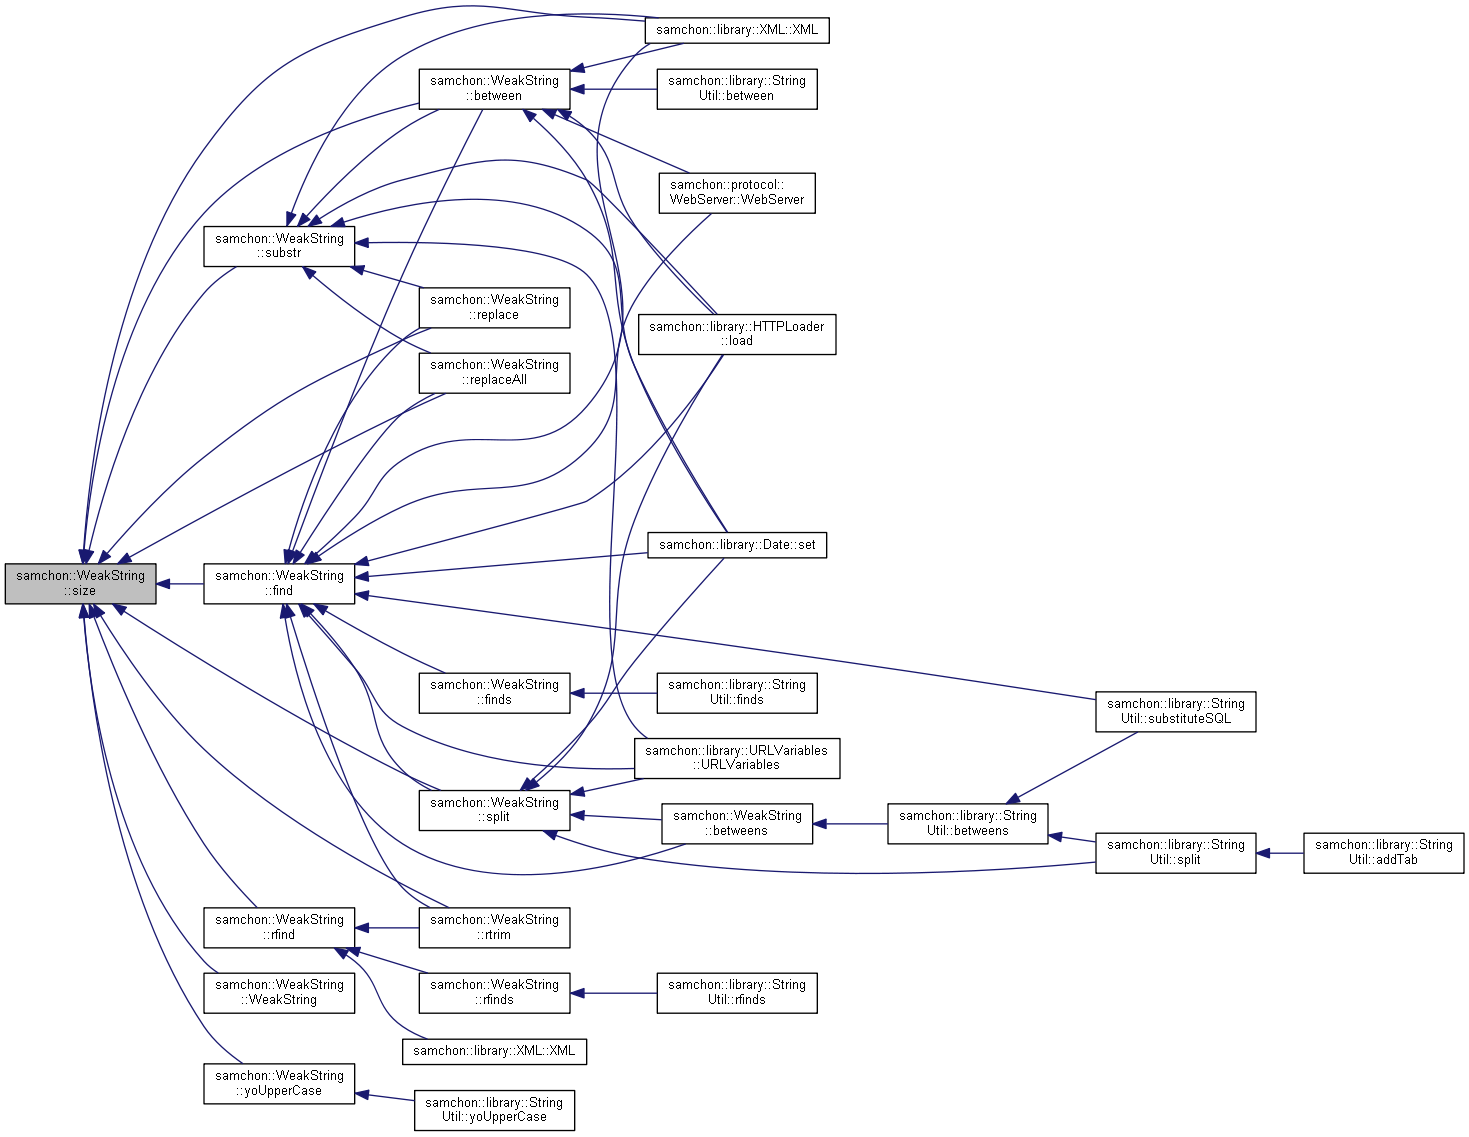 samchon::library::XML::XML
samchon::WeakString
::between
samchon::library::String
Util::between
samchon::protocol::
WebServer::WebServer
samchon::WeakString
::substr
samchon::WeakString
::replace
samchon::library::HTTPLoader
::load
samchon::WeakString
::replaceAll
samchon::library::Date::set
samchon::WeakString
::size
samchon::WeakString
::find
samchon::WeakString
::finds
samchon::library::String
Util::finds
samchon::library::String
Util::substituteSQL
samchon::library::URLVariables
::URLVariables
samchon::WeakString
::split
samchon::WeakString
::betweens
samchon::library::String
Util::betweens
samchon::library::String
Util::split
samchon::library::String
Util::addTab
samchon::WeakString
::rfind
samchon::WeakString
::rtrim
samchon::WeakString
::WeakString
samchon::WeakString
::rfinds
samchon::library::String
Util::rfinds
samchon::library::XML::XML
samchon::WeakString
::yoUpperCase
samchon::library::String
Util::yoUpperCase